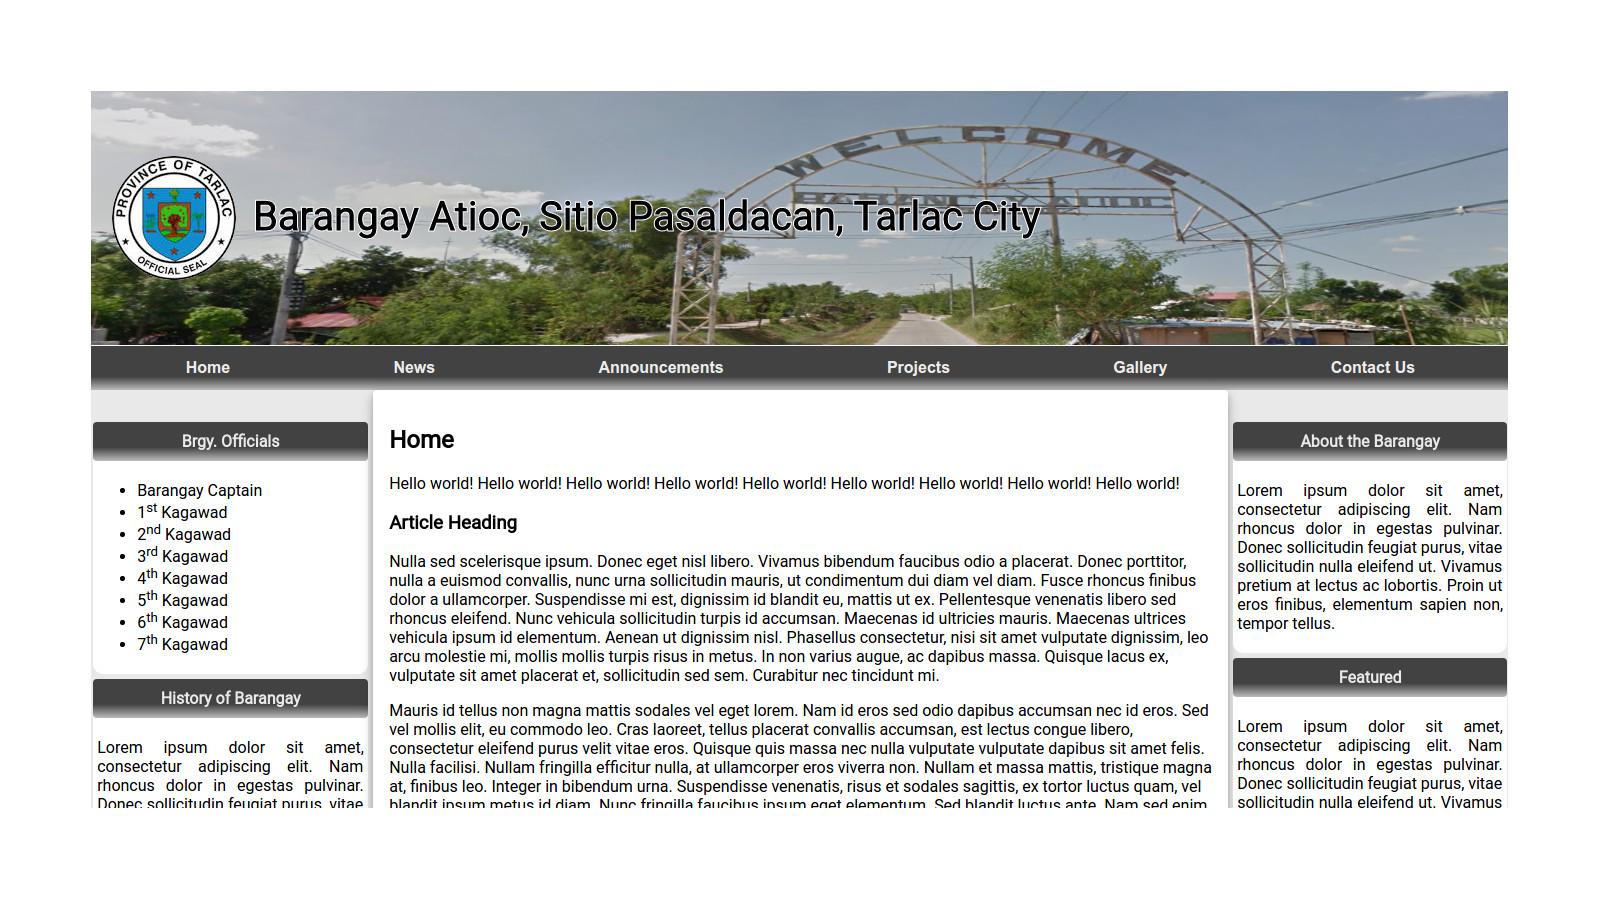 WELCOME
BARANGAY ATIOC
PROVINCE OF TARLAC
OFFICIAL SEAL
Barangay Atioc, Sitio Pasaldacan, Tarlac City
Home News Announcements Projects Gallery Contact Us
Brgy. Officials
• Barangay Captain
• 1st Kagawad
• 2nd Kagawad
• 3rd Kagawad
• 4th Kagawad
• 5th Kagawad
• 6th Kagawad
• 7th Kagawad
History of Barangay
Lorem ipsum dolor sit amet,
consectetur adipiscing elit. Nam
rhoncus dolor in egestas pulvinar.
Donec sollicitudin feugiat purus, vitae
Home
Hello world! Hello world! Hello world! Hello world! Hello world! Hello world! Hello world! Hello world! Hello world!
Article Heading
Nulla sed scelerisque ipsum. Donec eget nisl libero. Vivamus bibendum faucibus odio a placerat. Donec porttitor,
nulla a euismod convallis, nunc urna sollicitudin mauris, ut condimentum dui diam vel diam. Fusce rhoncus finibus
dolor a ullamcorper. Suspendisse mi est, dignissim id blandit eu, mattis ut ex. Pellentesque venenatis libero sed
rhoncus eleifend. Nunc vehicula sollicitudin turpis id accumsan. Maecenas id ultricies mauris. Maecenas ultrices
vehicula ipsum id elementum. Aenean ut dignissim nisl. Phasellus consectetur, nisi sit amet vulputate dignissim, leo
arcu molestie mi, mollis mollis turpis risus in metus. In non varius augue, ac dapibus massa. Quisque lacus ex,
vulputate sit amet placerat et, sollicitudin sed sem. Curabitur nec tincidunt mi.
Mauris id tellus non magna mattis sodales vel eget lorem. Nam id eros sed odio dapibus accumsan nec id eros. Sed
vel mollis elit, eu commodo leo. Cras laoreet, tellus placerat convallis accumsan, est lectus congue libero,
consectetur eleifend purus velit vitae eros. Quisque quis massa nec nulla vulputate vulputate dapibus sit amet felis.
Nulla facilisi. Nullam fringilla efficitur nulla, at ullamcorper eros viverra non. Nullam et massa mattis, tristique magna
at, finibus leo. Integer in bibendum urna. Suspendisse venenatis, risus et sodales sagittis, ex tortor luctus quam, vel
blandit ipsum metus id diam. Nunc fringilla faucibus ipsum eget elementum. Sed blandit luctus ante. Nam sed enim
About the Barangay
Lorem ipsum dolor sit amet,
consectetur adipiscing elit. Nam
rhoncus dolor in egestas pulvinar.
Donec sollicitudin feugiat purus, vitae
sollicitudin nulla eleifend ut. Vivamus
pretium at lectus ac lobortis. Proin ut
eros finibus, elementum sapien non,
tempor tellus.
Featured
Lorem ipsum dolor sit amet,
consectetur adipiscing elit. Nam
rhoncus dolor in egestas pulvinar.
Donec sollicitudin feugiat purus, vitae
sollicitudin nulla eleifend ut. Vivamus